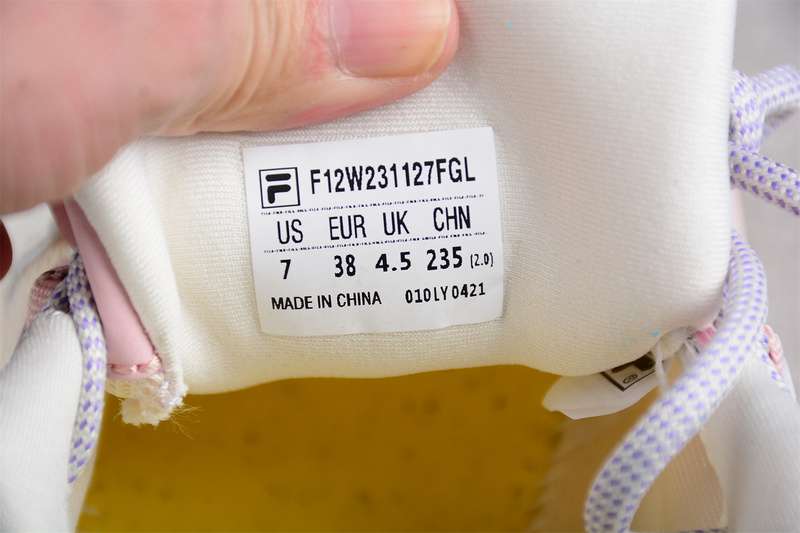 F12W231127FGL
US EUR UK CHN
7 38 4.5 235 (2.0)
MADE IN CHINA 010LY0421